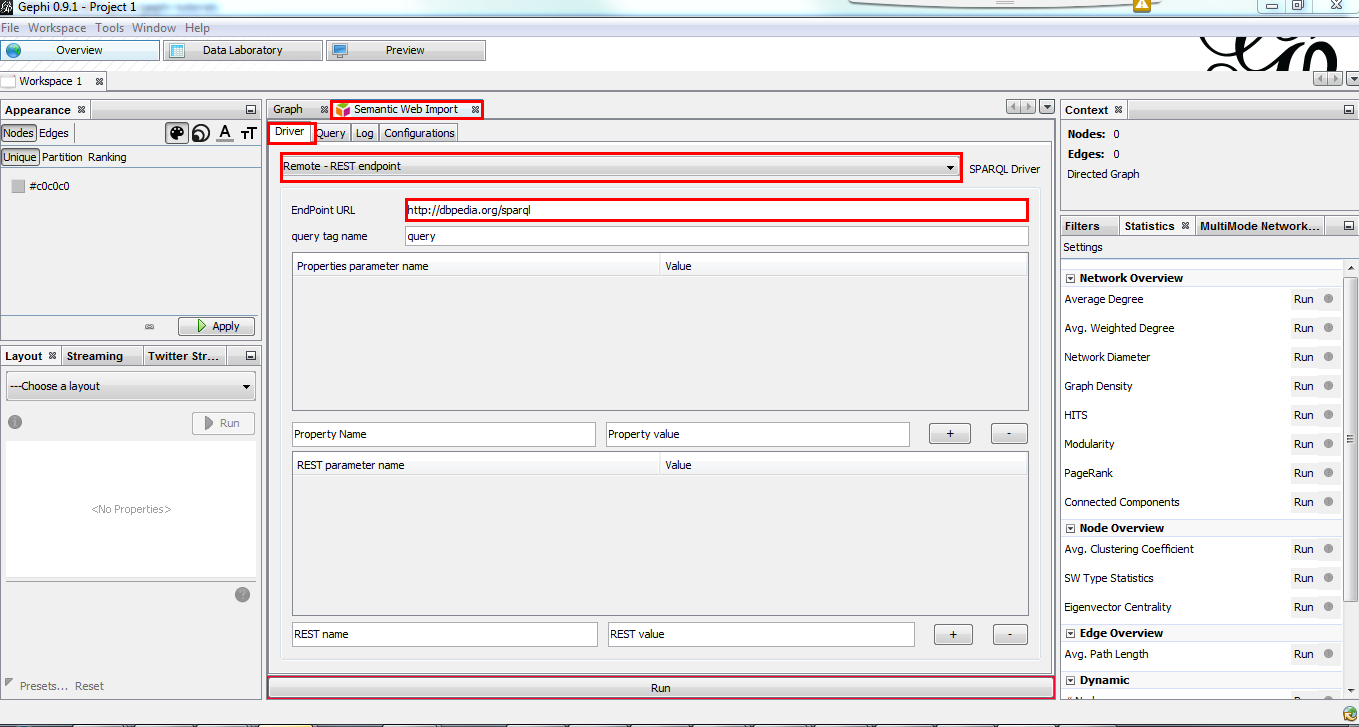 Gephi 0.9.1 - Project 1
File Workspace Tools Window Help
Overview Data Laboratory Preview
Workspace 1
Appearance
Nodes Edges
Unique Partition Ranking
#c0c0c0
Apply
Layout Streaming Twitter Str...
---Choose a layout
Run
<No Properties>
Presets... Reset
Graph Semantic Web Import
Driver Query Log Configurations
Remote - REST endpoint SPARQL Driver
EndPoint URL http://dbpedia.org/sparql
query tag name query
Properties parameter name Value
Property Name Property value + -
REST parameter name Value
REST name REST value + -
Run
Context
Nodes: 0
Edges: 0
Directed Graph
Filters Statistics MultiMode Network...
Settings
Network Overview
Average Degree Run
Avg. Weighted Degree Run
Network Diameter Run
Graph Density Run
HITS Run
Modularity Run
PageRank Run
Connected Components Run
Node Overview
Avg. Clustering Coefficient Run
SW Type Statistics Run
Eigenvector Centrality Run
Edge Overview
Avg. Path Length Run
Dynamic